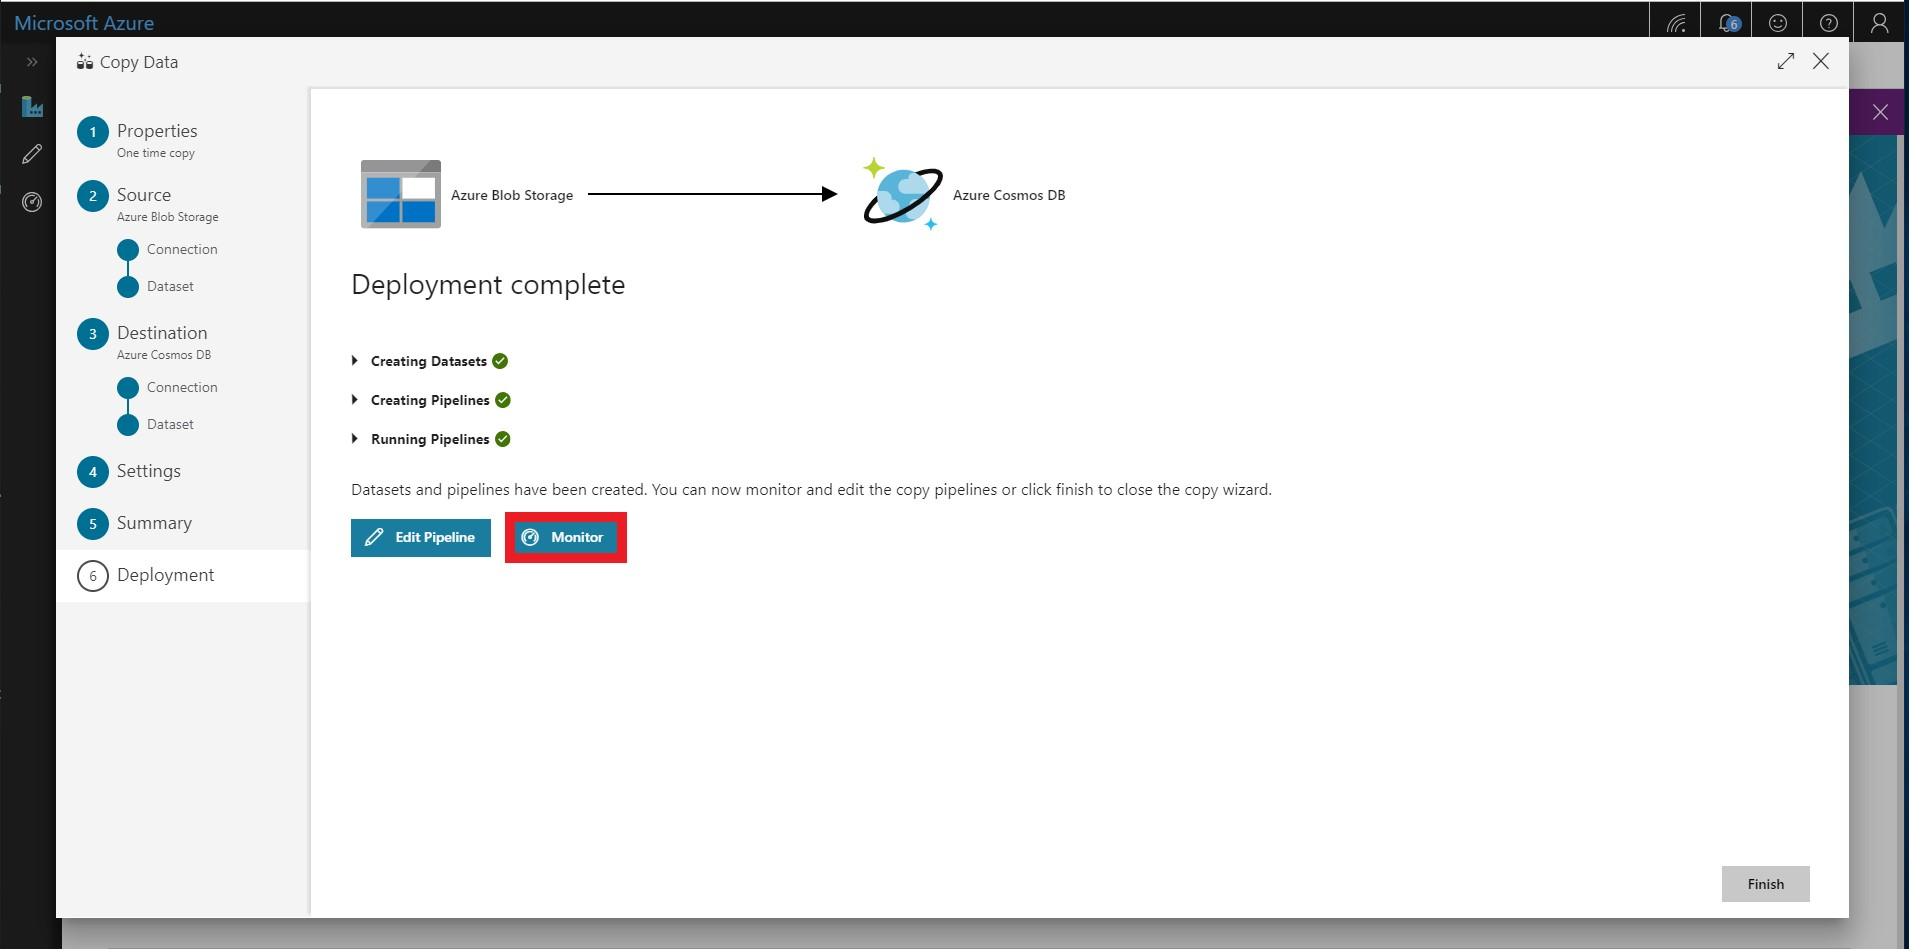 Microsoft Azure
6
Copy Data
1 Properties
One time copy
2 Source
Azure Blob Storage
Connection
Dataset
3 Destination
Azure Cosmos DB
Connection
Dataset
4 Settings
5 Summary
6 Deployment
Azure Blob Storage
Azure Cosmos DB
Deployment complete
Creating Datasets
Creating Pipelines
Running Pipelines
Datasets and pipelines have been created. You can now monitor and edit the copy pipelines or click finish to close the copy wizard.
Edit Pipeline
Monitor
Finish